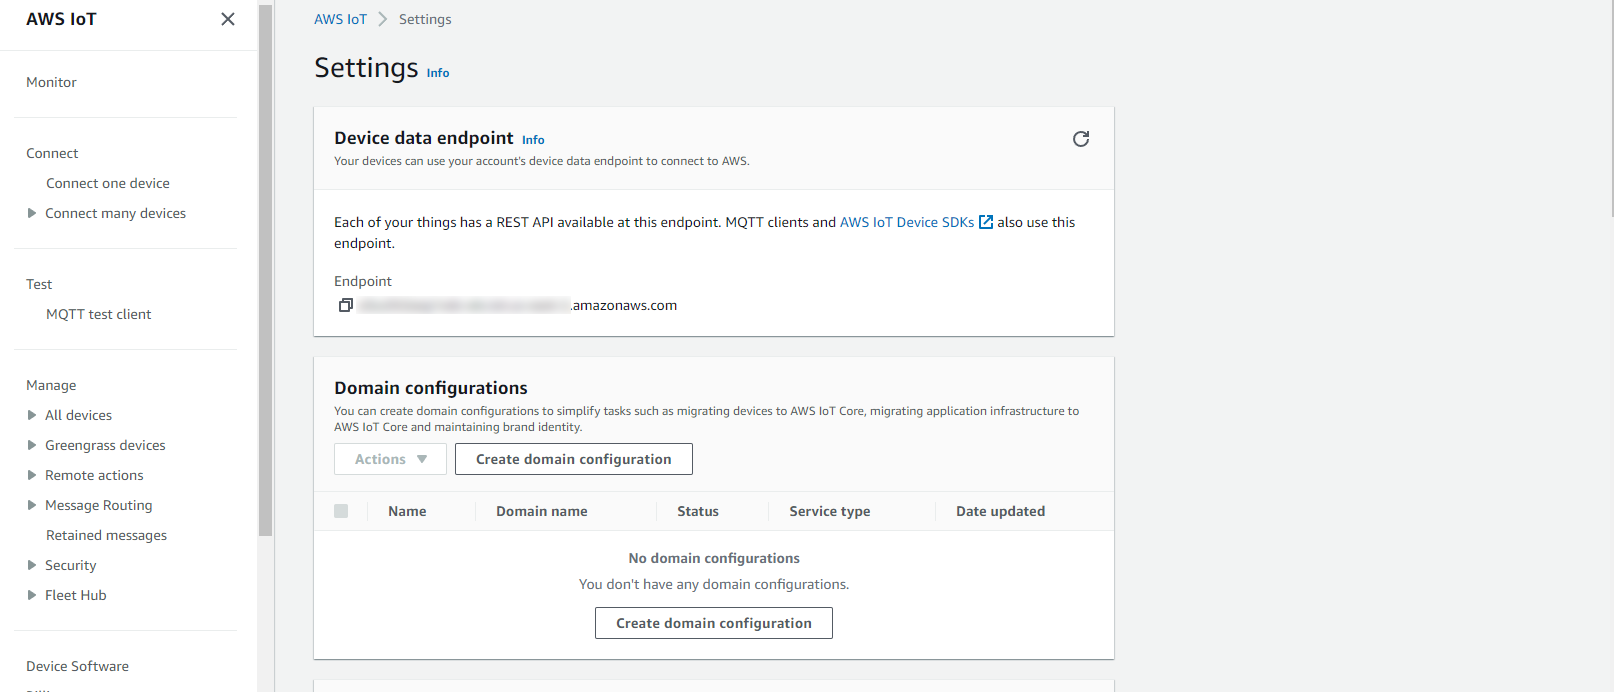 AWS IoT
Monitor
Connect
Connect one device
Connect many devices
Test
MQTT test client
Manage
All devices
Greengrass devices
Remote actions
Message Routing
Retained messages
Security
Fleet Hub
Device Software
AWS IoT > Settings
Settings Info
Device data endpoint Info
Your devices can use your account's device data endpoint to connect to AWS.
Each of your things has a REST API available at this endpoint. MQTT clients and AWS IoT Device SDKs also use this
endpoint.
Endpoint
.amazonaws.com
Domain configurations
You can create domain configurations to simplify tasks such as migrating devices to AWS IoT Core, migrating application infrastructure to
AWS IoT Core and maintaining brand identity.
Actions Create domain configuration
Name Domain name Status Service type Date updated
No domain configurations
You don't have any domain configurations.
Create domain configuration